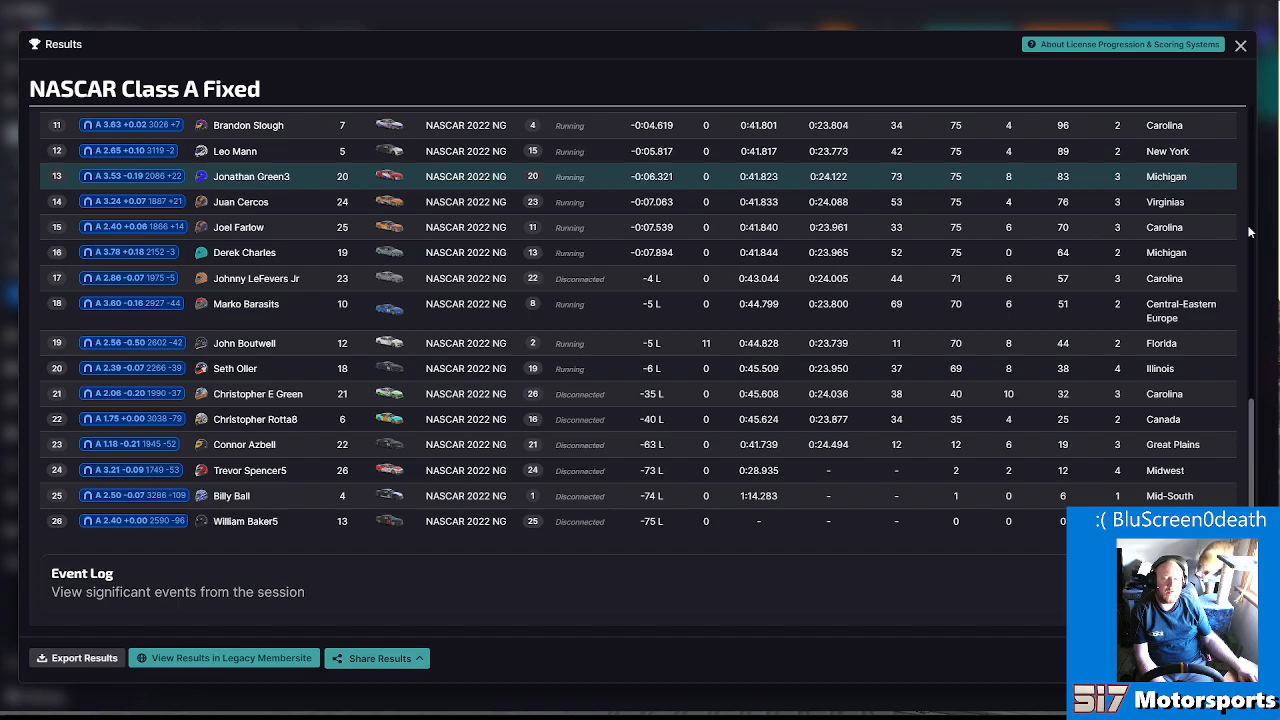 Results
About License Progression & Scoring Systems
NASCAR Class A Fixed
11 A 3.63 +0.02 3026 +7 Brandon Slough 7 NASCAR 2022 NG 4 Running -0:04.619 0 0:41.801 0:23.804 34 75 4 96 2 Carolina
12 A 2.65 +0.10 3119 -2 Leo Mann 5 NASCAR 2022 NG 15 Running -0:05.817 0 0:41.817 0:23.773 42 75 4 89 2 New York
13 A 3.53 -0.19 2086 +22 Jonathan Green3 20 NASCAR 2022 NG 20 Running -0:06.321 0 0:41.823 0:24.122 73 75 8 83 3 Michigan
14 A 3.24 +0.07 1887 +21 Juan Cercos 24 NASCAR 2022 NG 23 Running -0:07.063 0 0:41.833 0:24.088 53 75 4 76 3 Virginias
15 A 2.40 +0.06 1866 +14 Joel Farlow 25 NASCAR 2022 NG 11 Running -0:07.539 0 0:41.840 0:23.961 33 75 6 70 3 Carolina
16 A 3.78 +0.18 2152 -3 Derek Charles 19 NASCAR 2022 NG 13 Running -0:07.894 0 0:41.844 0:23.965 52 75 0 64 2 Michigan
17 A 2.86 -0.07 1975 -5 Johnny LeFevers Jr 23 NASCAR 2022 NG 22 Disconnected -4 L 0 0:43.044 0:24.005 44 71 6 57 3 Carolina
18 A 3.60 -0.16 2927 -44 Marko Barasits 10 NASCAR 2022 NG 8 Running -5 L 0 0:44.799 0:23.800 69 70 6 51 2 Central-Eastern
Europe
19 A 2.56 -0.50 2602 -42 John Boutwell 12 NASCAR 2022 NG 2 Running -5 L 11 0:44.828 0:23.739 11 70 8 44 2 Florida
20 A 2.39 -0.07 2266 -39 Seth Oller 18 NASCAR 2022 NG 19 Running -6 L 0 0:45.509 0:23.950 37 69 8 38 4 Illinois
21 A 2.06 -0.20 1990 -37 Christopher E Green 21 NASCAR 2022 NG 26 Disconnected -35 L 0 0:45.608 0:24.036 38 40 10 32 3 Carolina
22 A 1.75 +0.00 3038 -79 Christopher Rotta8 6 NASCAR 2022 NG 16 Disconnected -40 L 0 0:45.624 0:23.877 34 35 4 25 2 Canada
23 A 1.18 -0.21 1945 -52 Connor Azbell 22 NASCAR 2022 NG 21 Disconnected -63 L 0 0:41.739 0:24.494 12 12 6 19 3 Great Plains
24 A 3.21 -0.09 1749 -53 Trevor Spencer5 26 NASCAR 2022 NG 24 Disconnected -73 L 0 0:28.935 - - 2 2 12 4 Midwest
25 A 2.50 -0.07 3286 -109 Billy Ball 4 NASCAR 2022 NG 1 Disconnected -74 L 0 1:14.283 - - 1 0 6 1 Mid-South
26 A 2.40 +0.00 2590 -96 William Baker5 13 NASCAR 2022 NG 25 Disconnected -75 L 0 - - - 0 0 0
:( BluScreen0death
Event Log
View significant events from the session
Export Results
View Results in Legacy Membersite
Share Results
517 Motorsports